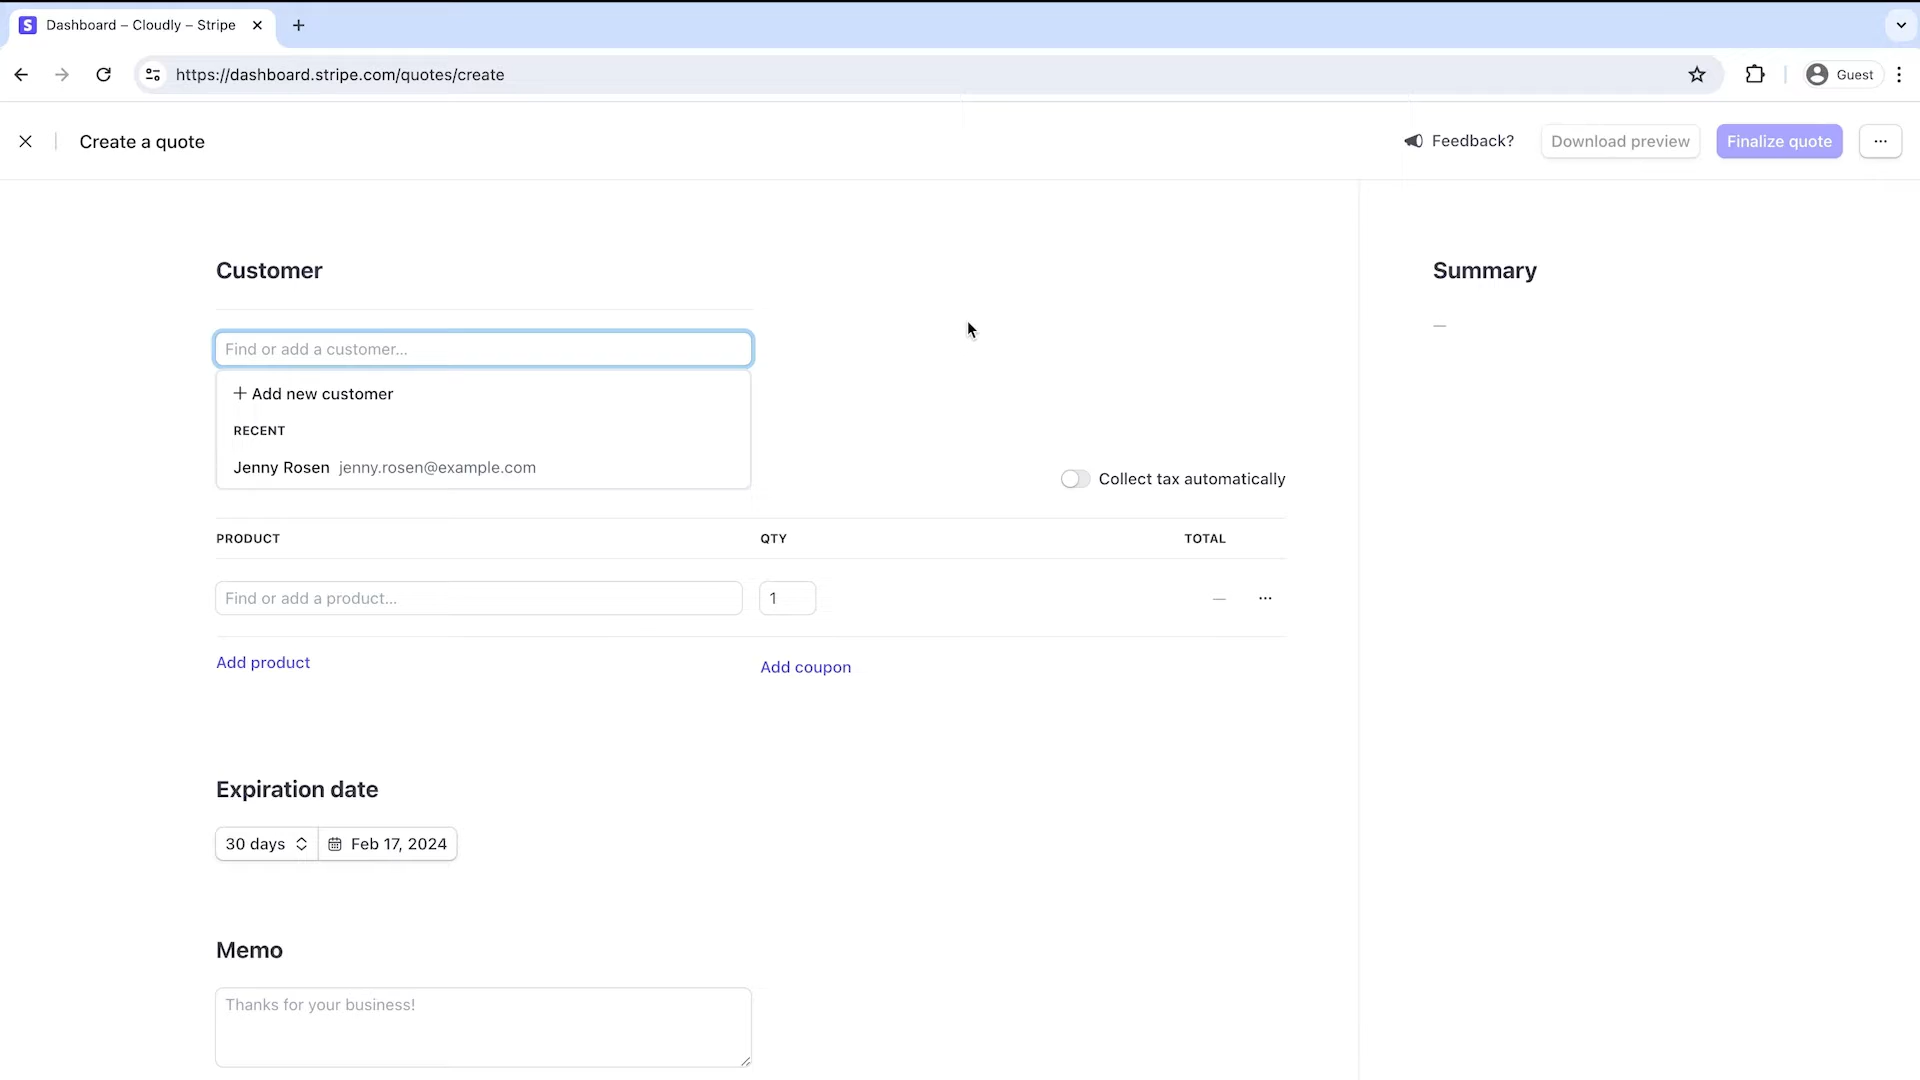 Dashboard – Cloudly – Stripe
https://dashboard.stripe.com/quotes/create
Guest
Create a quote
Feedback?
Download preview
Finalize quote
Customer
Summary
—
Find or add a customer...
+ Add new customer
RECENT
Jenny Rosen jenny.rosen@example.com
Collect tax automatically
PRODUCT QTY TOTAL
Find or add a product... 1 —
Add product
Add coupon
Expiration date
30 days Feb 17, 2024
Memo
Thanks for your business!